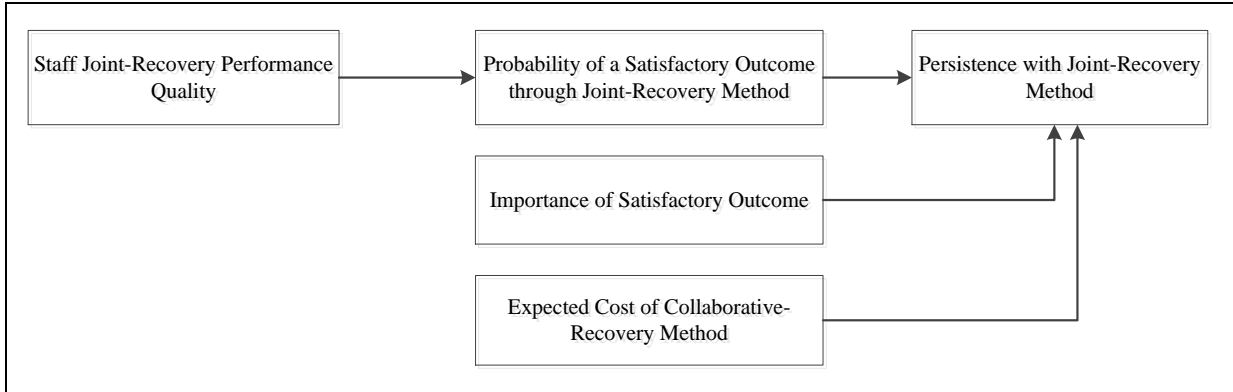 Staff Joint-Recovery Performance
Quality
Probability of a Satisfactory Outcome
through Joint-Recovery Method
Persistence with Joint-Recovery
Method
Importance of Satisfactory Outcome
Expected Cost of Collaborative-
Recovery Method